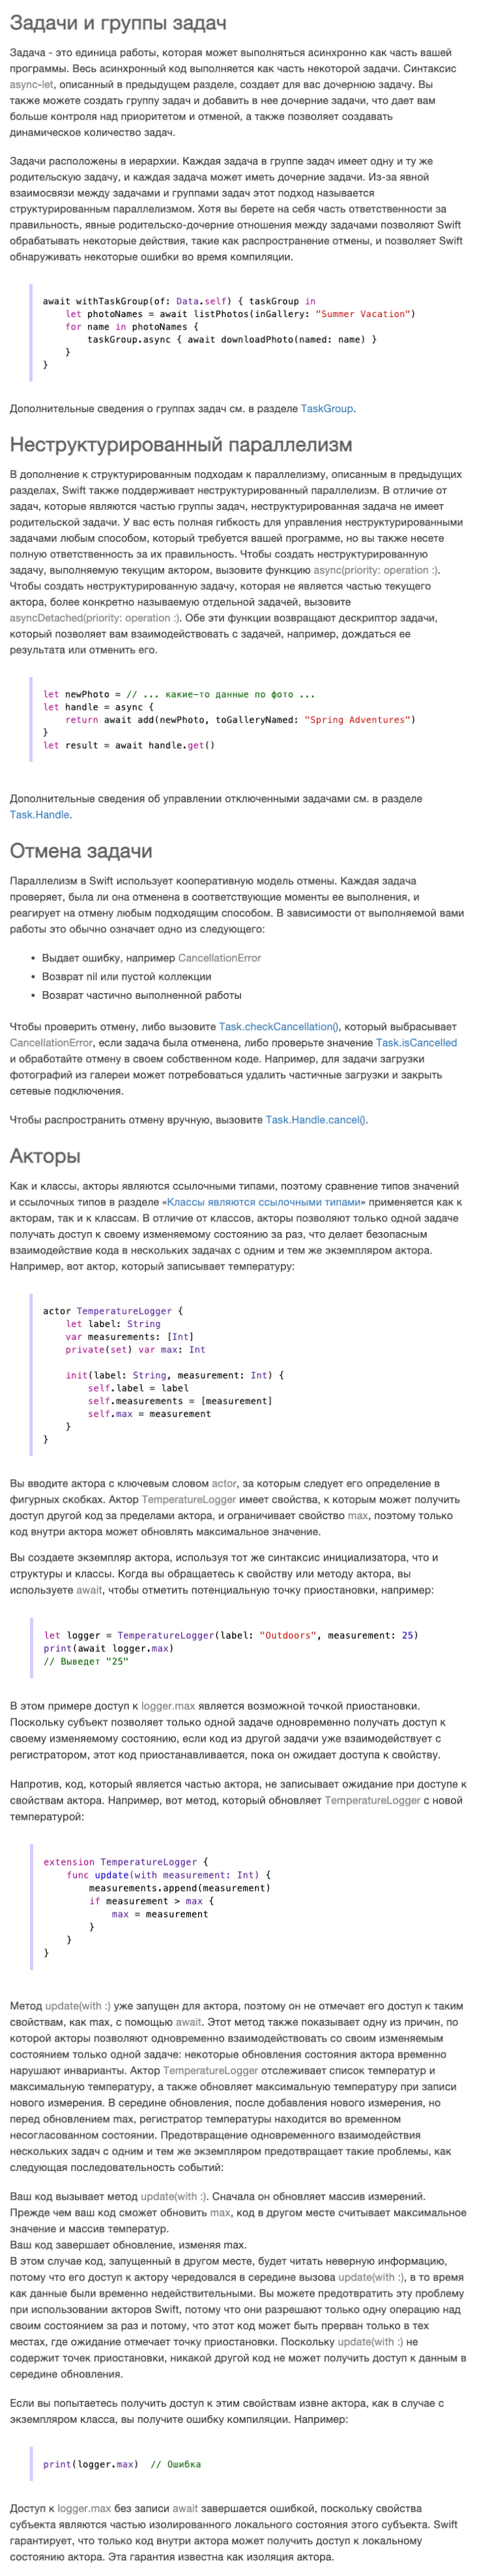 Задачи и группы задач
Задача - это единица работы, которая может выполняться асинхронно как часть вашей
программы. Весь асинхронный код выполняется как часть некоторой задачи. Синтаксис
async-let, описанный в предыдущем разделе, создает для вас дочернюю задачу. Вы
также можете создать группу задач и добавить в нее дочерние задачи, что дает вам
больше контроля над приоритетом и отменой, а также позволяет создавать
динамическое количество задач.
Задачи расположены в иерархии. Каждая задача в группе задач имеет одну и ту же
родительскую задачу, и каждая задача может иметь дочерние задачи. Из-за явной
взаимосвязи между задачами и группами задач этот подход называется
структурированным параллелизмом. Хотя вы берете на себя часть ответственности за
правильность, явные родительско-дочерние отношения между задачами позволяют Swift
обрабатывать некоторые действия, такие как распространение отмены, и позволяет Swift
обнаруживать некоторые ошибки во время компиляции.
await withTaskGroup(of: Data.self) { taskGroup in
    let photoNames = await listPhotos(inGallery: "Summer Vacation")
    for name in photoNames {
        taskGroup.async { await downloadPhoto(named: name) }
    }
}
Дополнительные сведения о группах задач см. в разделе TaskGroup.
Неструктурированный параллелизм
В дополнение к структурированным подходам к параллелизму, описанным в предыдущих
разделах, Swift также поддерживает неструктурированный параллелизм. В отличие от
задач, которые являются частью группы задач, неструктурированная задача не имеет
родительской задачи. У вас есть полная гибкость для управления неструктурированными
задачами любым способом, который требуется вашей программе, но вы также несете
полную ответственность за их правильность. Чтобы создать неструктурированную
задачу, выполняемую текущим актором, вызовите функцию async(priority: operation :).
Чтобы создать неструктурированную задачу, которая не является частью текущего
актора, более конкретно называемую отдельной задачей, вызовите
asyncDetached(priority: operation :). Обе эти функции возвращают дескриптор задачи,
который позволяет вам взаимодействовать с задачей, например, дождаться ее
результата или отменить его.
let newPhoto = // ... какие-то данные по фото ...
let handle = async {
    return await add(newPhoto, toGalleryNamed: "Spring Adventures")
}
let result = await handle.get()
Дополнительные сведения об управлении отключенными задачами см. в разделе
Task.Handle.
Отмена задачи
Параллелизм в Swift использует кооперативную модель отмены. Каждая задача
проверяет, была ли она отменена в соответствующие моменты ее выполнения, и
реагирует на отмену любым подходящим способом. В зависимости от выполняемой вами
работы это обычно означает одно из следующего:
• Выдает ошибку, например CancellationError
• Возврат nil или пустой коллекции
• Возврат частично выполненной работы
Чтобы проверить отмену, либо вызовите Task.checkCancellation(), который выбрасывает
CancellationError, если задача была отменена, либо проверьте значение Task.isCancelled
и обработайте отмену в своем собственном коде. Например, для задачи загрузки
фотографий из галереи может потребоваться удалить частичные загрузки и закрыть
сетевые подключения.
Чтобы распространить отмену вручную, вызовите Task.Handle.cancel().
Акторы
Как и классы, акторы являются ссылочными типами, поэтому сравнение типов значений
и ссылочных типов в разделе «Классы являются ссылочными типами» применяется как к
акторам, так и к классам. В отличие от классов, акторы позволяют только одной задаче
получать доступ к своему изменяемому состоянию за раз, что делает безопасным
взаимодействие кода в нескольких задачах с одним и тем же экземпляром актора.
Например, вот актор, который записывает температуру:
actor TemperatureLogger {
    let label: String
    var measurements: [Int]
    private(set) var max: Int
    init(label: String, measurement: Int) {
        self.label = label
        self.measurements = [measurement]
        self.max = measurement
    }
}
Вы вводите актора с ключевым словом actor, за которым следует его определение в
фигурных скобках. Актор TemperatureLogger имеет свойства, к которым может получить
доступ другой код за пределами актора, и ограничивает свойство max, поэтому только
код внутри актора может обновлять максимальное значение.
Вы создаете экземпляр актора, используя тот же синтаксис инициализатора, что и
структуры и классы. Когда вы обращаетесь к свойству или методу актора, вы
используете await, чтобы отметить потенциальную точку приостановки, например:
let logger = TemperatureLogger(label: "Outdoors", measurement: 25)
print(await logger.max)
// Выведет "25"
В этом примере доступ к logger.max является возможной точкой приостановки.
Поскольку субъект позволяет только одной задаче одновременно получать доступ к
своему изменяемому состоянию, если код из другой задачи уже взаимодействует с
регистратором, этот код приостанавливается, пока он ожидает доступа к свойству.
Напротив, код, который является частью актора, не записывает ожидание при доступе к
свойствам актора. Например, вот метод, который обновляет TemperatureLogger с новой
температурой:
extension TemperatureLogger {
    func update(with measurement: Int) {
        measurements.append(measurement)
        if measurement > max {
            max = measurement
        }
    }
}
Метод update(with :) уже запущен для актора, поэтому он не отмечает его доступ к таким
свойствам, как max, с помощью await. Этот метод также показывает одну из причин, по
которой акторы позволяют одновременно взаимодействовать со своим изменяемым
состоянием только одной задаче: некоторые обновления состояния актора временно
нарушают инварианты. Актор TemperatureLogger отслеживает список температур и
максимальную температуру, а также обновляет максимальную температуру при записи
нового измерения. В середине обновления, после добавления нового измерения, но
перед обновлением max, регистратор температуры находится во временном
несогласованном состоянии. Предотвращение одновременного взаимодействия
нескольких задач с одним и тем же экземпляром предотвращает такие проблемы, как
следующая последовательность событий:
Ваш код вызывает метод update(with :). Сначала он обновляет массив измерений.
Прежде чем ваш код сможет обновить max, код в другом месте считывает максимальное
значение и массив температур.
Ваш код завершает обновление, изменяя max.
В этом случае код, запущенный в другом месте, будет читать неверную информацию,
потому что его доступ к актору чередовался в середине вызова update(with :), в то время
как данные были временно недействительными. Вы можете предотвратить эту проблему
при использовании акторов Swift, потому что они разрешают только одну операцию над
своим состоянием за раз и потому, что этот код может быть прерван только в тех
местах, где ожидание отмечает точку приостановки. Поскольку update(with :) не
содержит точек приостановки, никакой другой код не может получить доступ к данным в
середине обновления.
Если вы попытаетесь получить доступ к этим свойствам извне актора, как в случае с
экземпляром класса, вы получите ошибку компиляции. Например:
print(logger.max)  // Ошибка
Доступ к logger.max без записи await завершается ошибкой, поскольку свойства
субъекта являются частью изолированного локального состояния этого субъекта. Swift
гарантирует, что только код внутри актора может получить доступ к локальному
состоянию актора. Эта гарантия известна как изоляция актора.